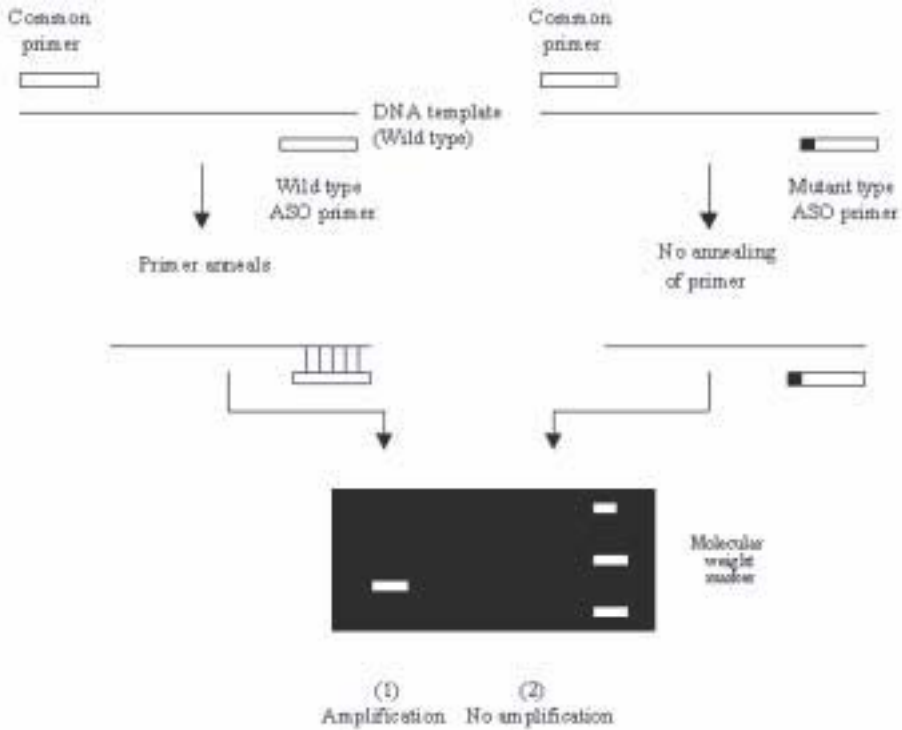 Common
primer
Common
primer
DNA template
(Wild type)
Wild type
ASO primer
Mutant type
ASO primer
Primer anneals
No annealing
of primer
Molecular
weight
marker
(1)
Amplification
(2)
No amplification